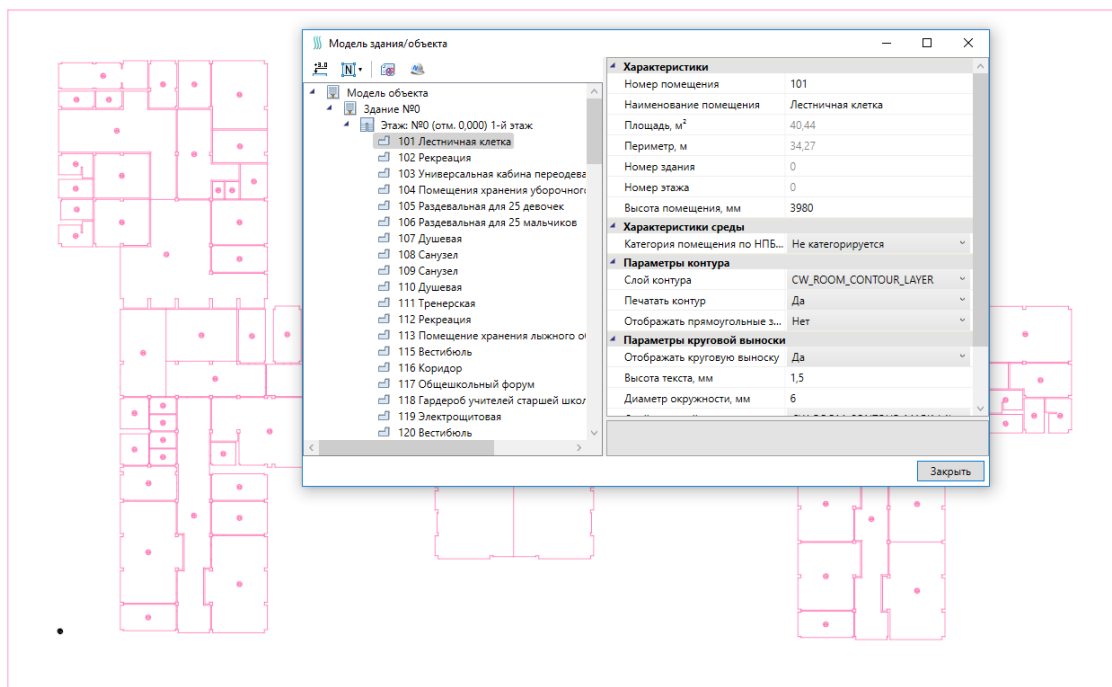 Модель здания/объекта
Модель объекта
Здание №0
Этаж: №0 (отм. 0,000) 1-й этаж
101 Лестничная клетка
102 Рекреация
103 Универсальная кабина переодева
104 Помещения хранения уборочног
105 Раздевальная для 25 девочек
106 Раздевальная для 25 мальчиков
107 Душевая
108 Санузел
109 Санузел
110 Душевая
111 Тренерская
112 Рекреация
113 Помещение хранения лыжного о
115 Вестибюль
116 Коридор
117 Общешкольный форум
118 Гардероб учителей старшей школ
119 Электрощитовая
120 Вестибюль
Характеристики
Номер помещения 101
Наименование помещения Лестничная клетка
Площадь, м² 40,44
Периметр, м 34,27
Номер здания 0
Номер этажа 0
Высота помещения, мм 3980
Характеристики среды
Категория помещения по НПБ... Не категорируется
Параметры контура
Слой контура CW_ROOM_CONTOUR_LAYER
Печатать контур Да
Отображать прямоугольные з... Нет
Параметры круговой выноски
Отображать круговую выноску Да
Высота текста, мм 1,5
Диаметр окружности, мм 6
Закрыть